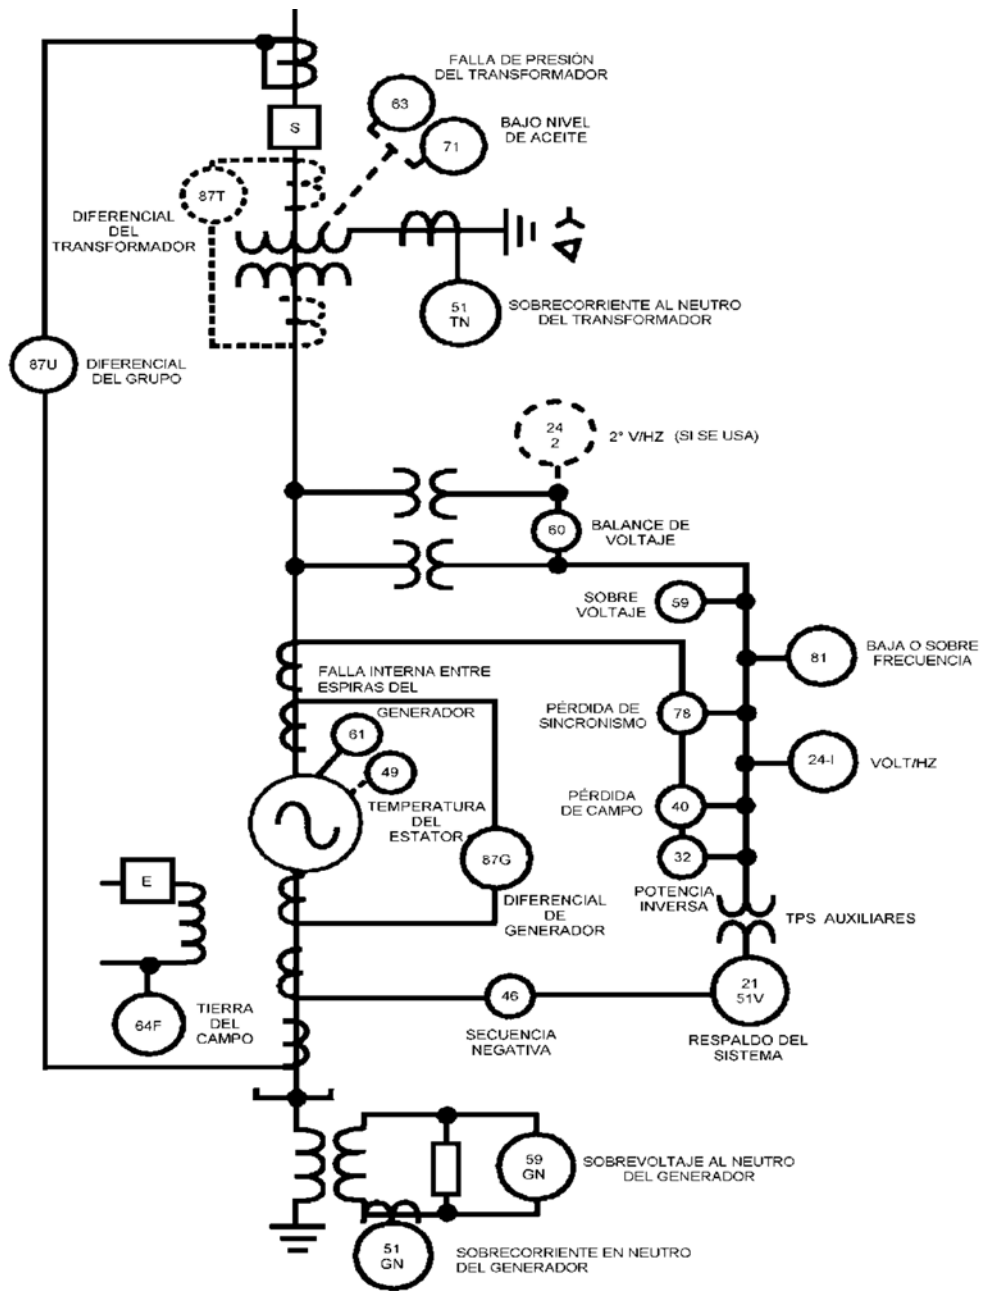 FALLA DE PRESIÓN
DEL TRANSFORMADOR
63
BAJO NIVEL
DE ACEITE
71
S
87T
DIFERENCIAL
DEL
TRANSFORMADOR
51
TN
SOBRECORRIENTE AL NEUTRO
DEL TRANSFORMADOR
87U
DIFERENCIAL
DEL GRUPO
24
2
2° V/HZ (SI SE USA)
60
BALANCE DE
VOLTAJE
SOBRE
VOLTAJE
59
81
BAJA O SOBRE
FRECUENCIA
FALLA INTERNA ENTRE
ESPIRAS DEL
GENERADOR
61
49
TEMPERATURA
DEL
ESTATOR
PÉRDIDA DE
SINCRONISMO
78
24-I
VOLT/HZ
PÉRDIDA
DE CAMPO
40
32
POTENCIA
INVERSA
87G
DIFERENCIAL
DE
GENERADOR
E
TPS AUXILIARES
64F
TIERRA
DEL
CAMPO
46
SECUENCIA
NEGATIVA
21
51V
RESPALDO DEL
SISTEMA
59
GN
SOBREVOLTAJE AL NEUTRO
DEL GENERADOR
51
GN
SOBRECORRIENTE EN NEUTRO
DEL GENERADOR